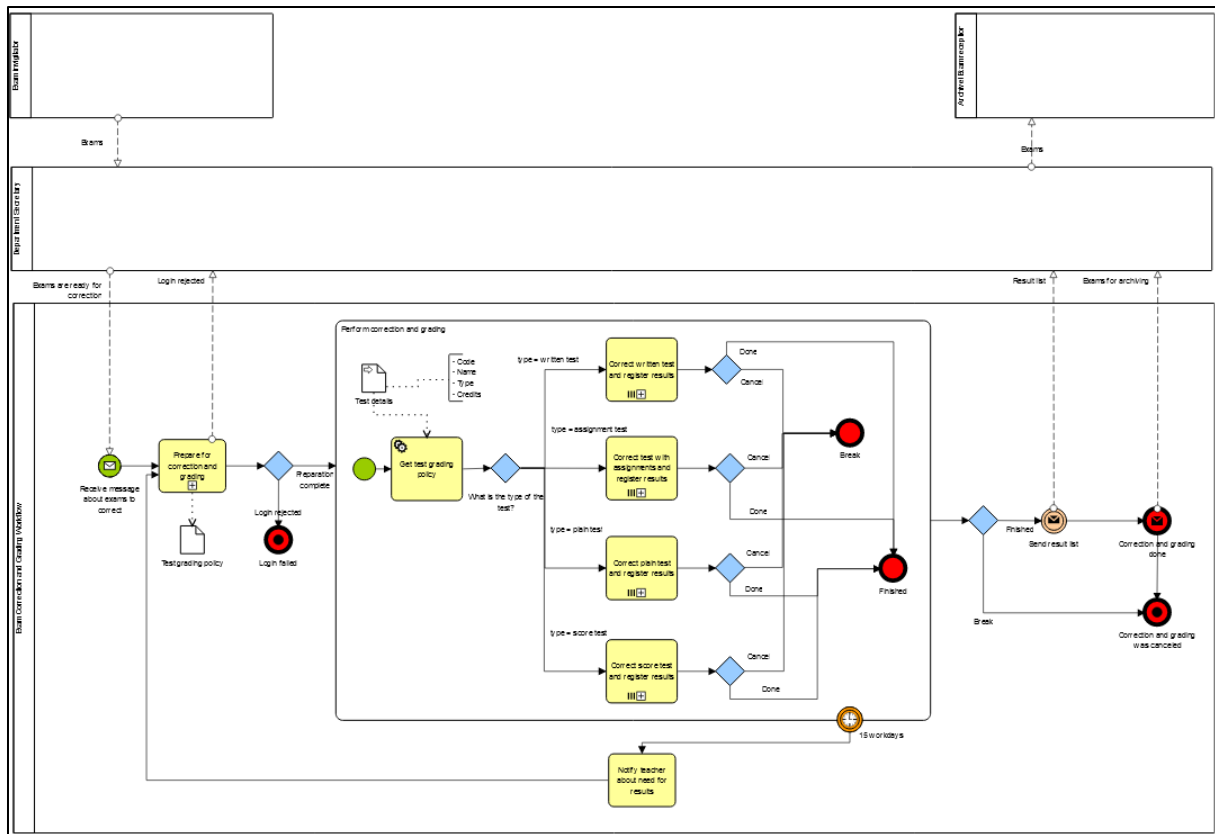 Exam invigilator
Archive Exam reception
Exams
Exams
Department Secretary
Exams are ready for
correction
Login rejected
Result list
Exams for archiving
Exam Correction and Grading Workflow
Perform correction and grading
- Code
- Name
- Type
- Credits
Test details
type = written test
Correct written test
and register results
Done
Cancel
type = assignment test
Correct test with
assignments and
register results
Cancel
Done
Break
Prepare for
correction and
grading
Preparation
complete
Get test grading
policy
What is the type of the
test?
Receive message
about exams to
correct
Login rejected
Login failed
Test grading policy
type = plain test
Correct plain test
and register results
Cancel
Done
Finished
type = score test
Correct score test
and register results
Cancel
Done
Finished
Send result list
Correction and grading
done
Break
Correction and grading
was canceled
15 workdays
Notify teacher
about need for
results